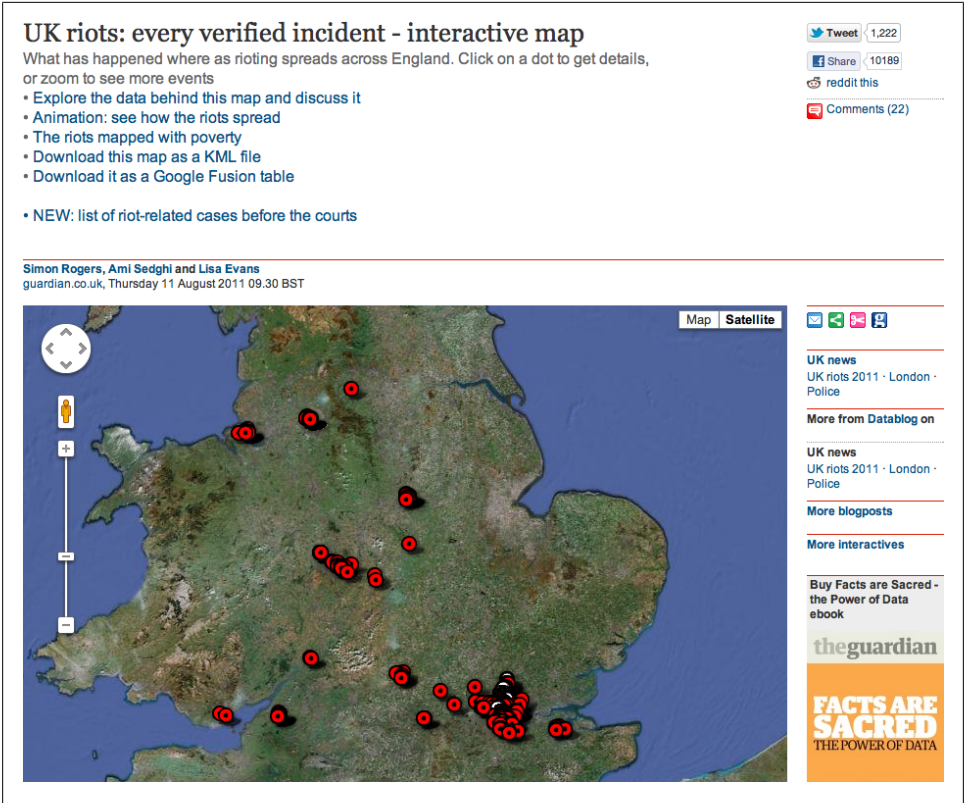 UK riots: every verified incident - interactive map
What has happened where as rioting spreads across England. Click on a dot to get details,
or zoom to see more events
• Explore the data behind this map and discuss it
• Animation: see how the riots spread
• The riots mapped with poverty
• Download this map as a KML file
• Download it as a Google Fusion table
• NEW: list of riot-related cases before the courts
Tweet 1,222
Share 10189
reddit this
Comments (22)
Simon Rogers, Ami Sedghi and Lisa Evans
guardian.co.uk, Thursday 11 August 2011 09.30 BST
Map Satellite
UK news
UK riots 2011 · London ·
Police
More from Datablog on
UK news
UK riots 2011 · London ·
Police
More blogposts
More interactives
Buy Facts are Sacred -
the Power of Data
ebook
theguardian
FACTS ARE
SACRED
THE POWER OF DATA